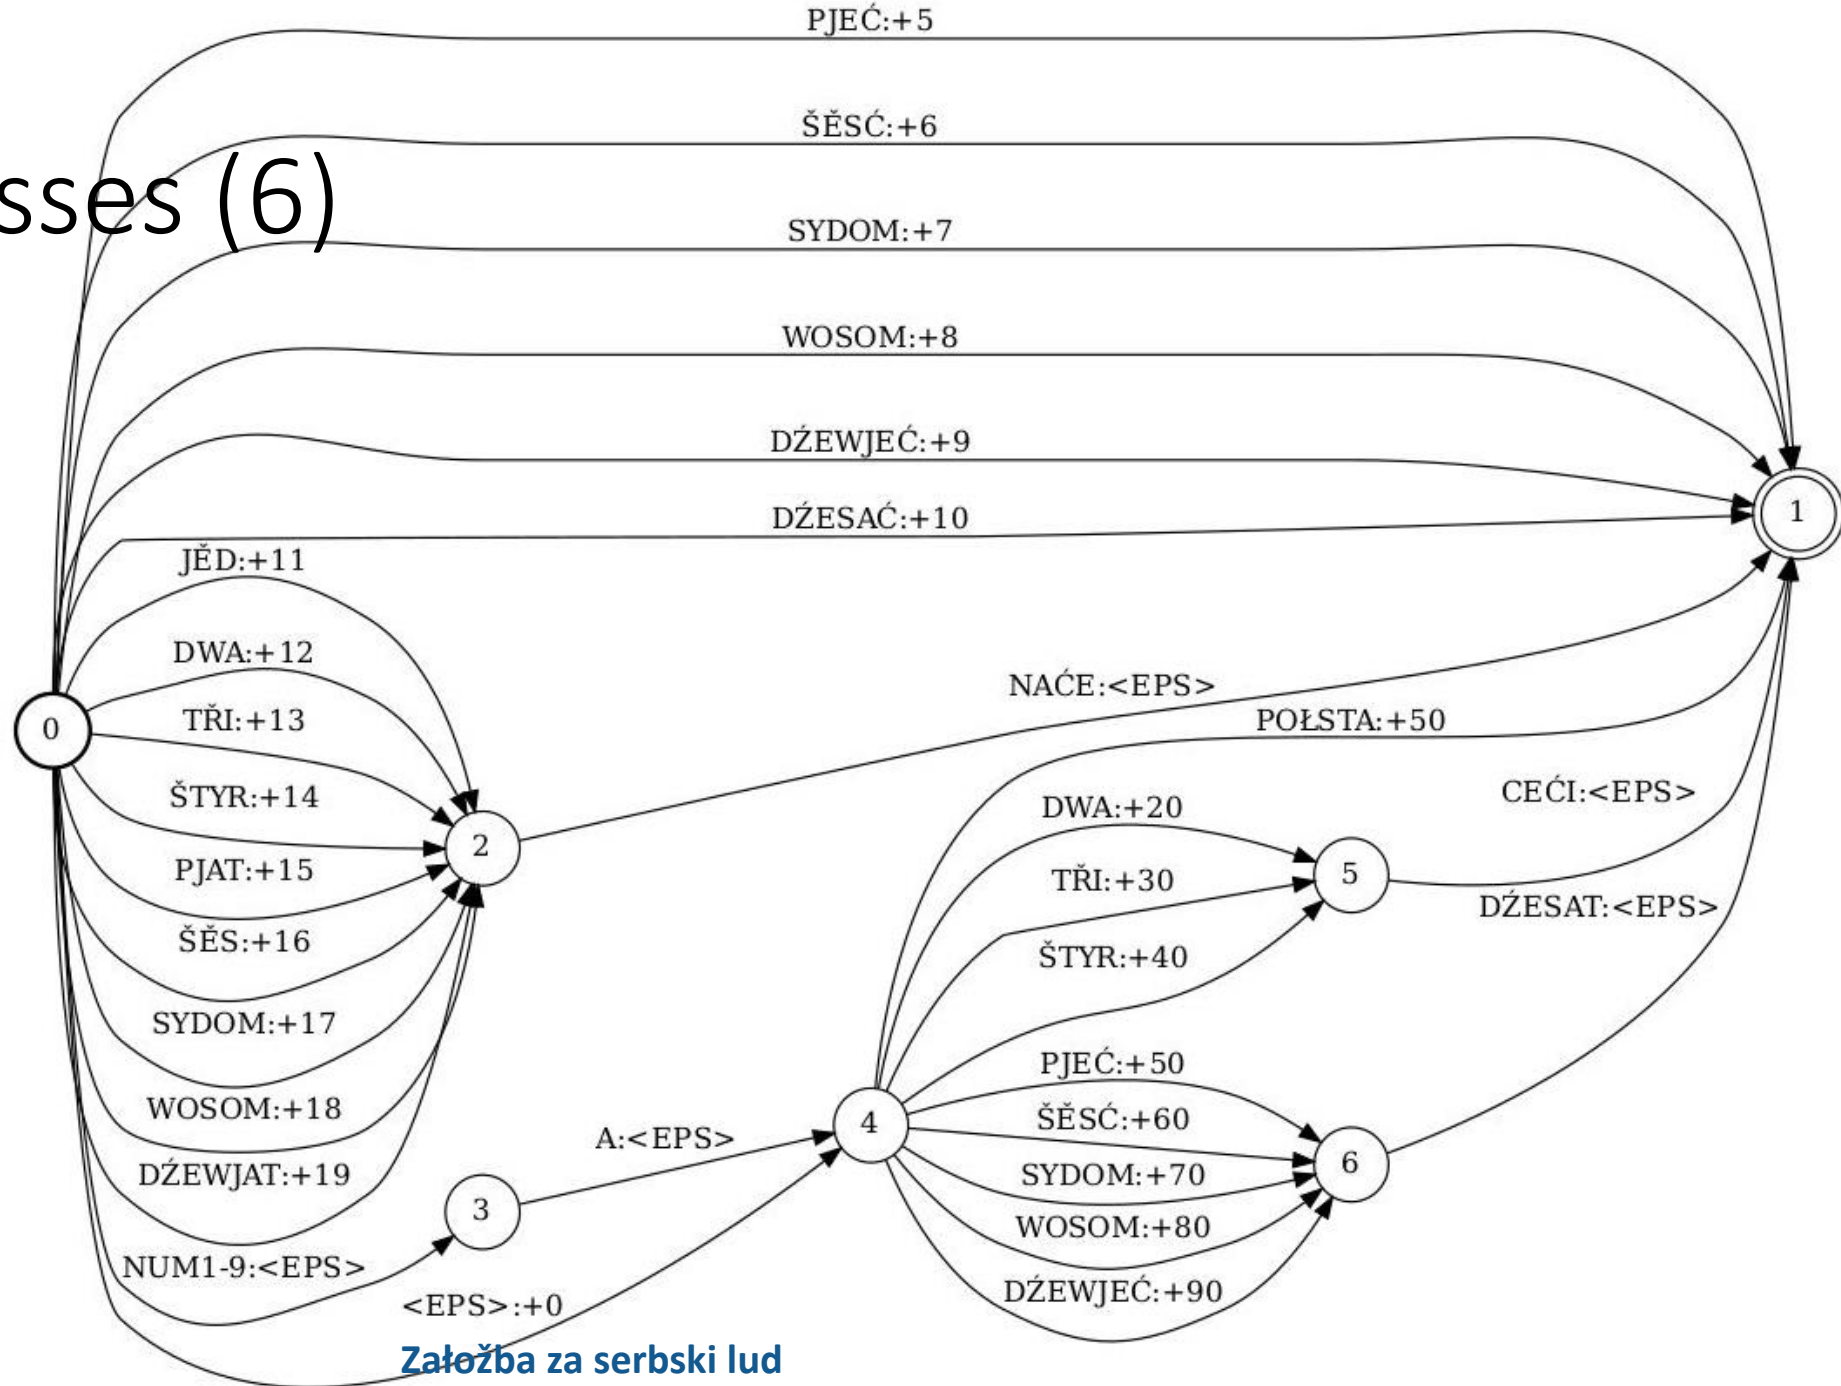 PJEĆ:+5
ŠĚSĆ:+6
sses (6)
SYDOM:+7
WOSOM:+8
DŹEWJEĆ:+9
DŹESAĆ:+10
1
JĚD:+11
DWA:+12
NAĆE:<EPS>
TŘI:+13
POŁSTA:+50
0
ŠTYR:+14
CEĆI:<EPS>
DWA:+20
2
PJAT:+15
TŘI:+30
5
DŹESAT:<EPS>
ŠĚS:+16
ŠTYR:+40
SYDOM:+17
PJEĆ:+50
WOSOM:+18
ŠĚSĆ:+60
4
A:<EPS>
6
DŹEWJAT:+19
SYDOM:+70
3
WOSOM:+80
NUM1-9:<EPS>
DŹEWJEĆ:+90
<EPS>:+0
Załožba za serbski lud